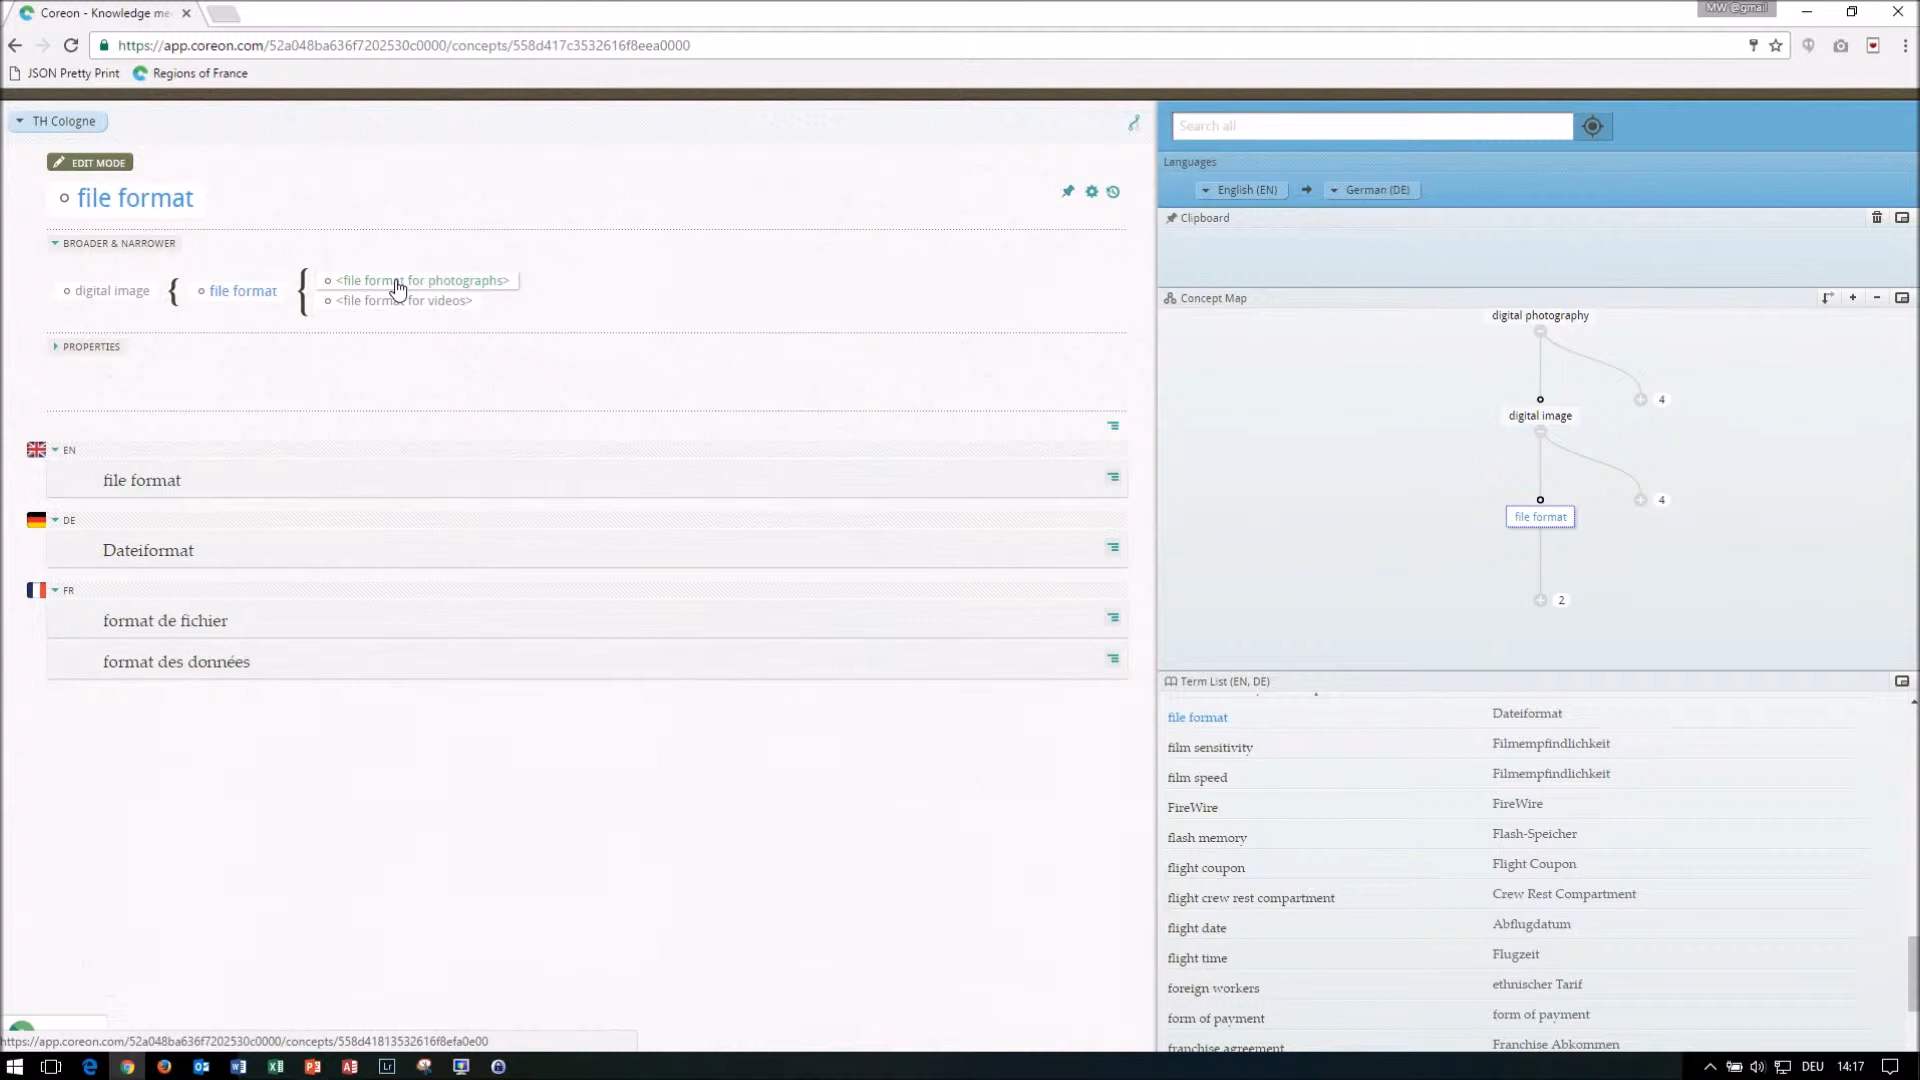 Coreon - Knowledge me
MW @gmail
https://app.coreon.com/52a048ba636f7202530c0000/concepts/558d417c3532616f8eea0000
JSON Pretty Print
Regions of France
TH Cologne
EDIT MODE
file format
BROADER & NARROWER
digital image
file format
<file format for photographs>
<file format for videos>
PROPERTIES
EN
file format
DE
Dateiformat
FR
format de fichier
format des données
https://app.coreon.com/52a048ba636f7202530c0000/concepts/558d41813532616f8efa0e00
Search all
Languages
English (EN)
German (DE)
Clipboard
Concept Map
digital photography
4
digital image
4
file format
2
Term List (EN, DE)
file format Dateiformat
film sensitivity Filmempfindlichkeit
film speed Filmempfindlichkeit
FireWire FireWire
flash memory Flash-Speicher
flight coupon Flight Coupon
flight crew rest compartment Crew Rest Compartment
flight date Abflugdatum
flight time Flugzeit
foreign workers ethnischer Tarif
form of payment form of payment
franchise agreement Franchise Abkommen
DEU 14:17